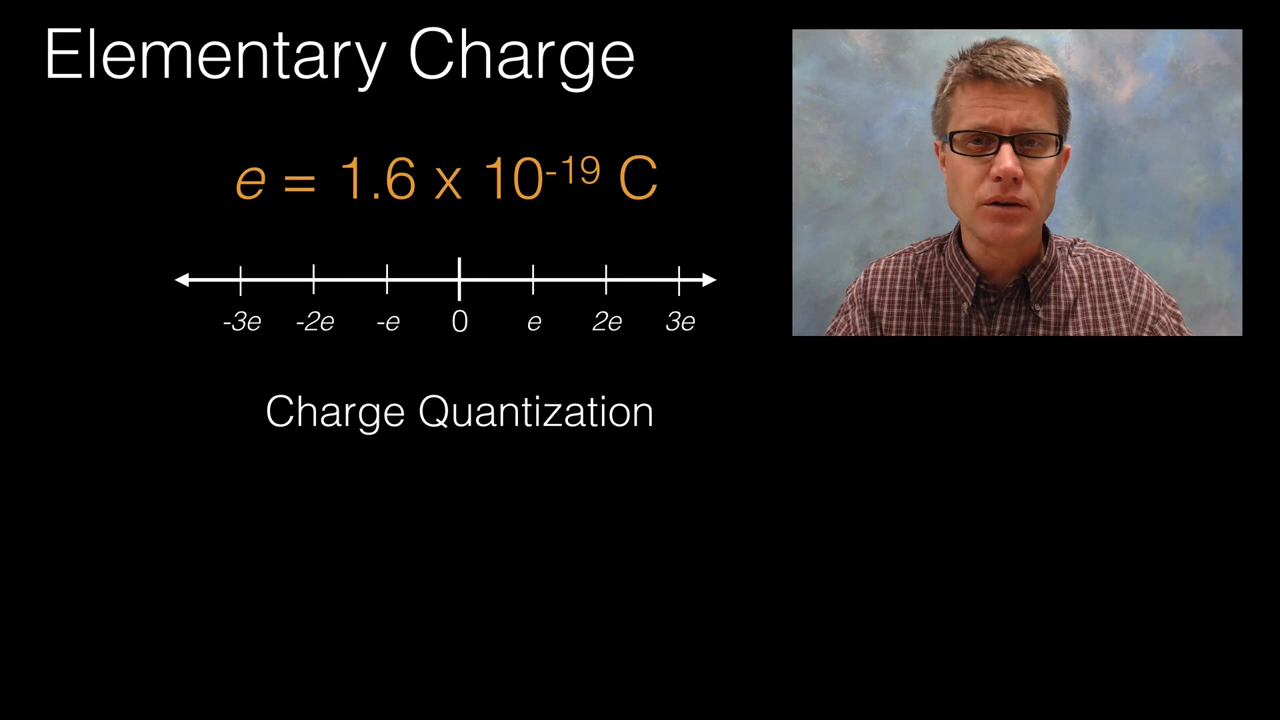 Elementary Charge
e = 1.6 x 10⁻¹⁹ C
-3e -2e -e 0 e 2e 3e
Charge Quantization